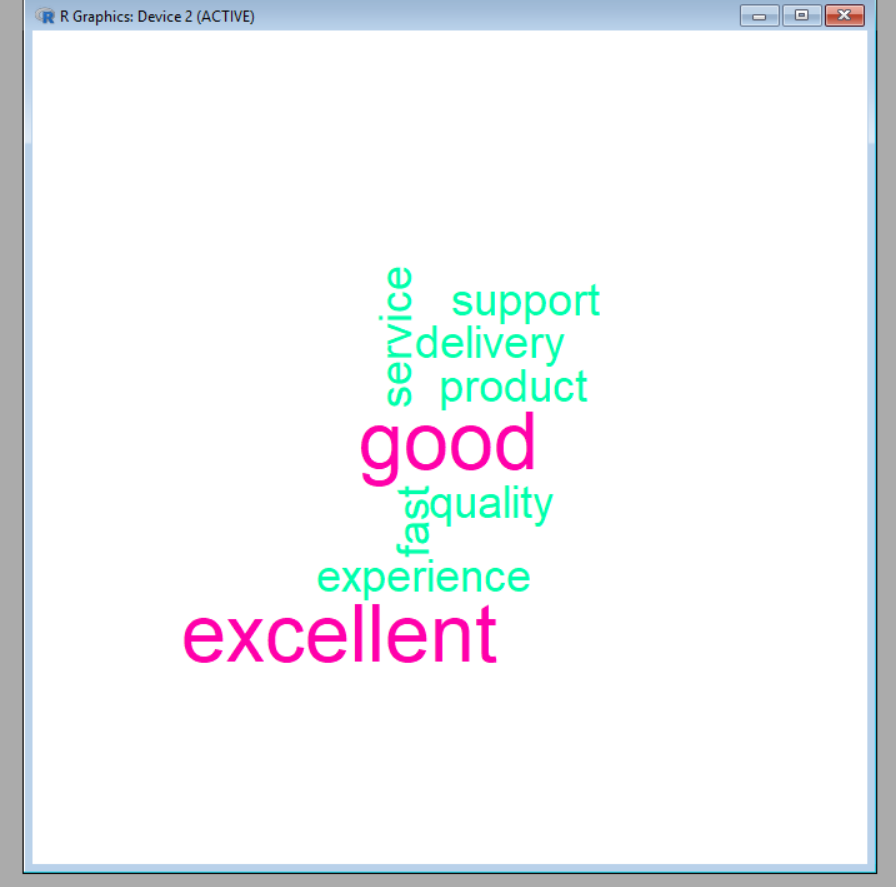 R Graphics: Device 2 (ACTIVE)
service
support
delivery
product
good
fast
quality
experience
excellent